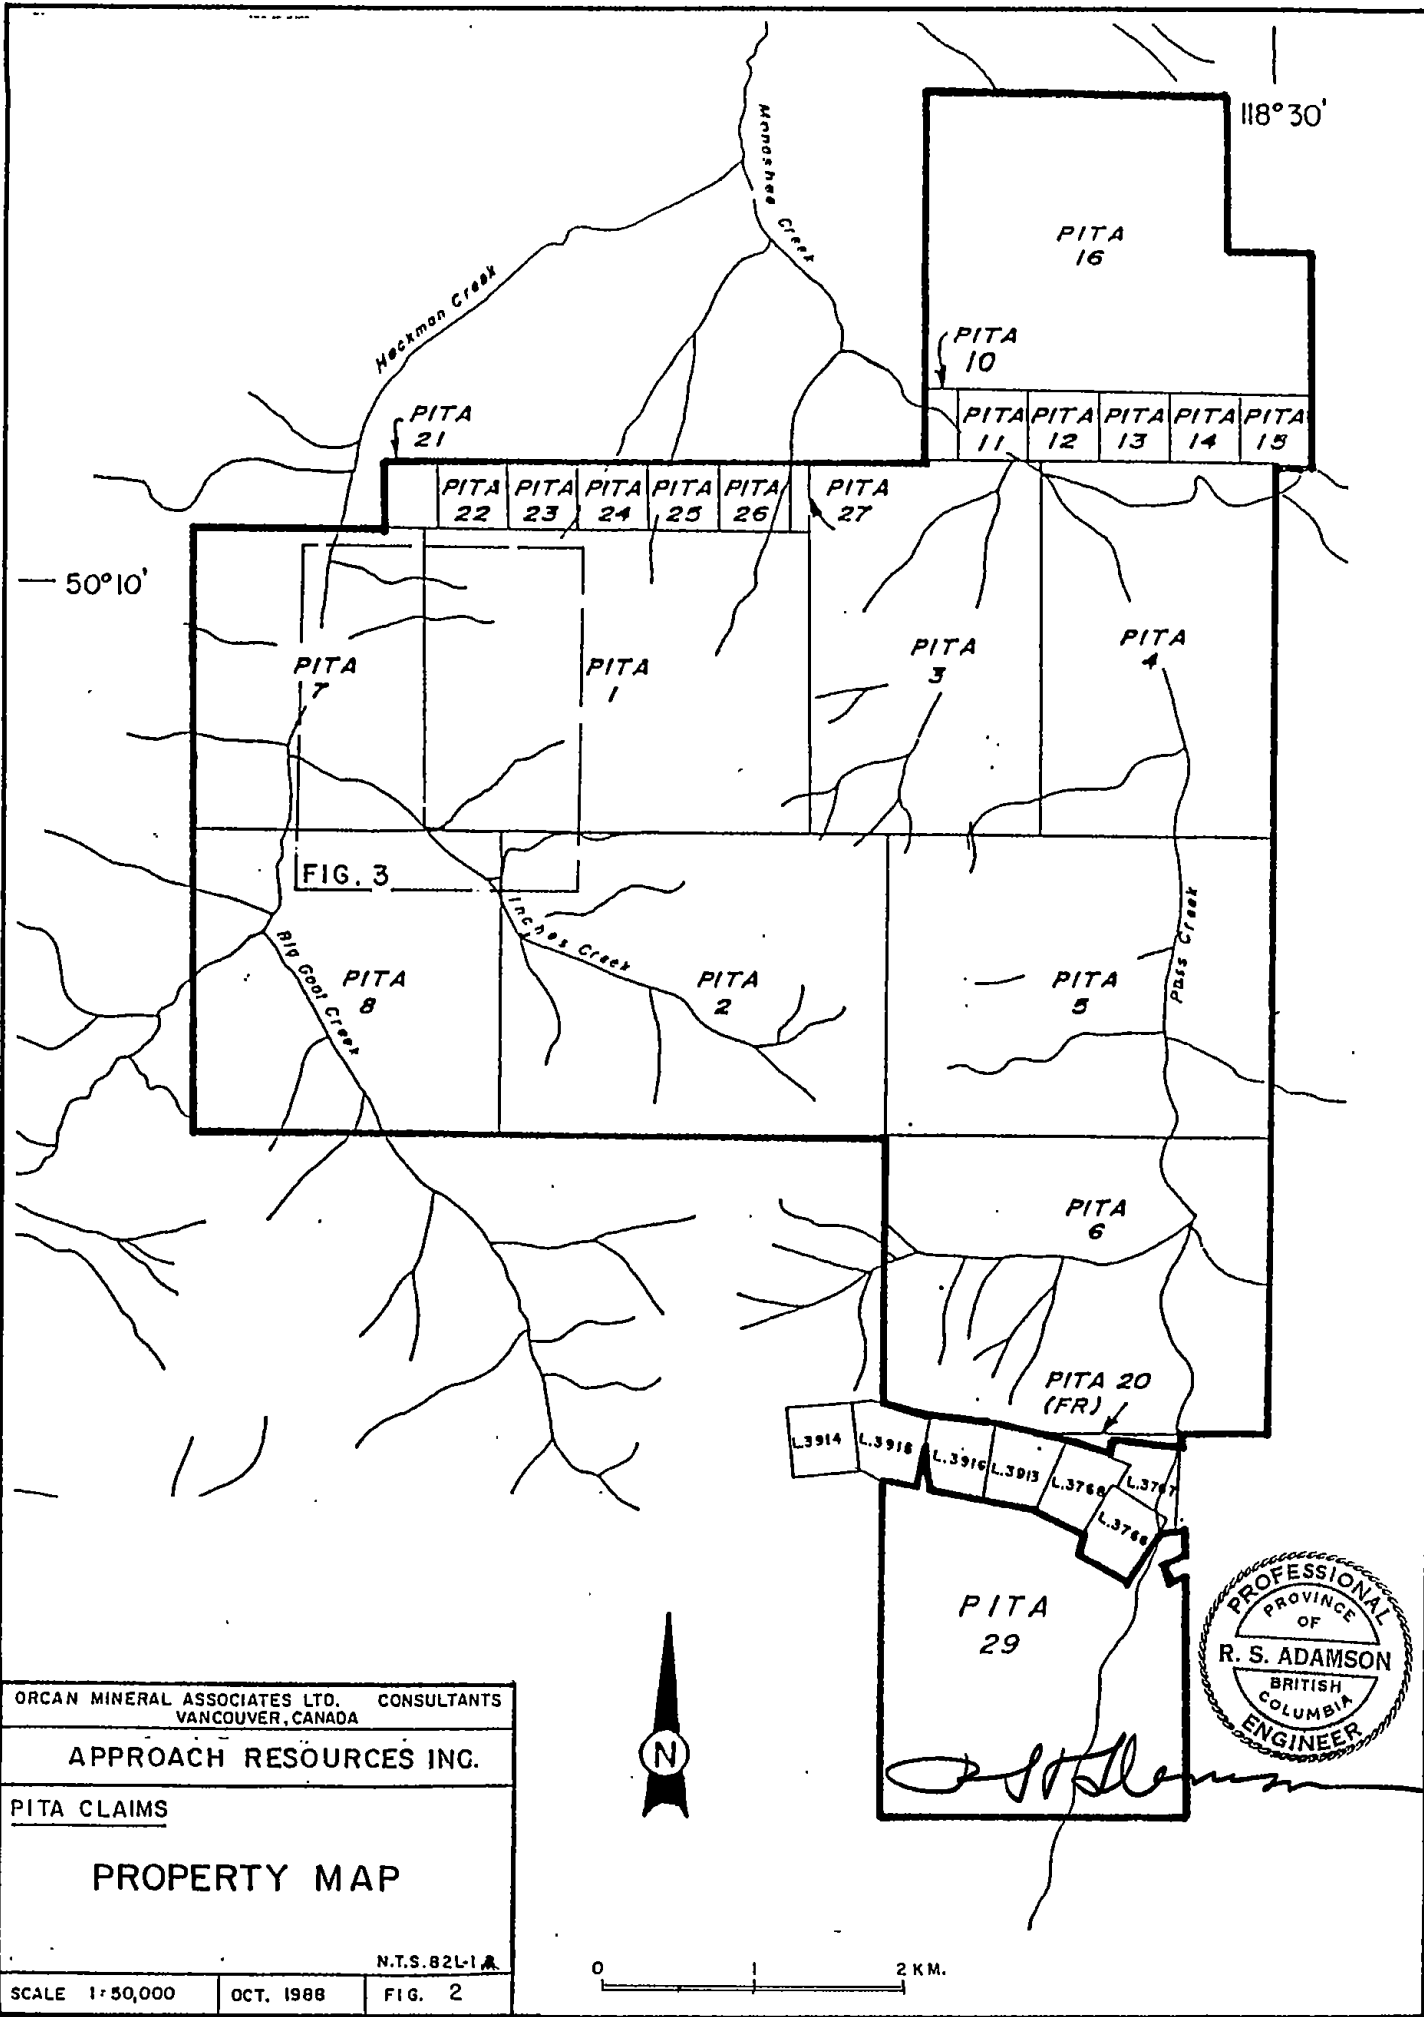 118°30'
Monashee Creek
PITA
16
Heckman Creek
PITA
10
PITA
21
PITA
11
PITA
12
PITA
13
PITA
14
PITA
15
PITA
22
PITA
23
PITA
24
PITA
25
PITA
26
PITA
27
50°10'
PITA
7
PITA
1
PITA
3
PITA
4
FIG. 3
Inches Creek
Pass Creek
Big Goat Creek
PITA
8
PITA
2
PITA
5
PITA
6
PITA 20
(FR)
L.3914
L.3915
L.3916
L.3913
L.3768
L.3767
L.3766
PITA
29
PROFESSIONAL
PROVINCE
OF
R. S. ADAMSON
BRITISH
COLUMBIA
ENGINEER
N
ORCAN MINERAL ASSOCIATES LTD. CONSULTANTS
VANCOUVER, CANADA
APPROACH RESOURCES INC.
PITA CLAIMS
PROPERTY MAP
N.T.S. 82L-1
SCALE 1:50,000
OCT. 1988
FIG. 2
0 1 2 KM.